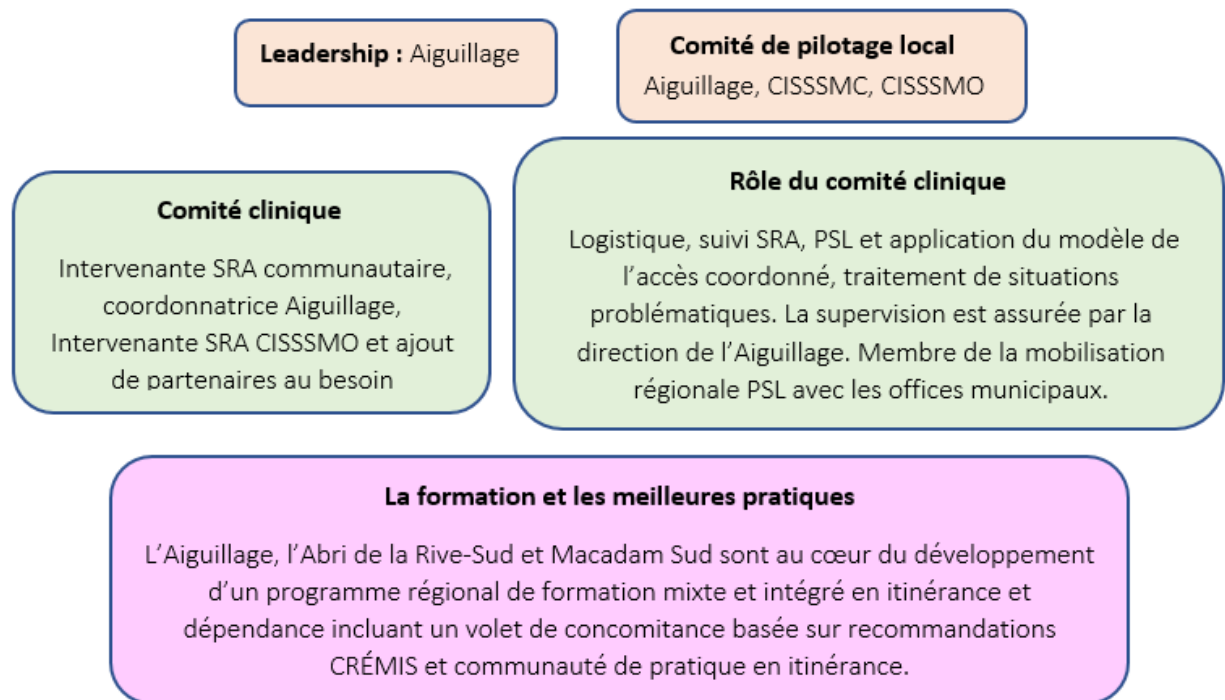 Leadership : Aiguillage
Comité de pilotage local
Aiguillage, CISSSMC, CISSSMO
Comité clinique
Intervenante SRA communautaire,
coordonnatrice Aiguillage,
Intervenante SRA CISSSMO et ajout
de partenaires au besoin
Rôle du comité clinique
Logistique, suivi SRA, PSL et application du modèle de
l’accès coordonné, traitement de situations
problématiques. La supervision est assurée par la
direction de l’Aiguillage. Membre de la mobilisation
régionale PSL avec les offices municipaux.
La formation et les meilleures pratiques
L’Aiguillage, l’Abri de la Rive-Sud et Macadam Sud sont au cœur du développement
d’un programme régional de formation mixte et intégré en itinérance et
dépendance incluant un volet de concomitance basée sur recommandations
CRÉMIS et communauté de pratique en itinérance.